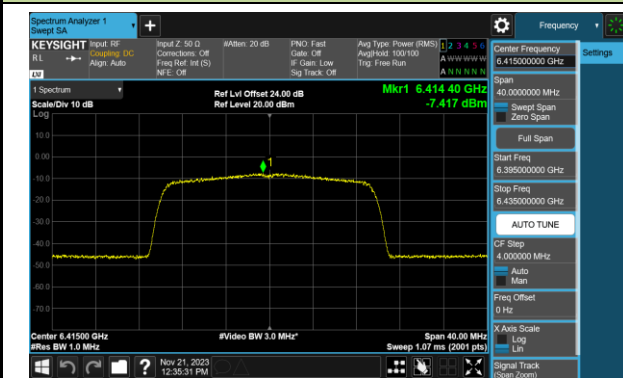 Spectrum Analyzer 1
Swept SA
+
Frequency
KEYSIGHT
RL
LNI
Input: RF
Coupling: DC
Align: Auto
Input Z: 50 Ω
Corrections: Off
Freq Ref: Int (S)
NFE: Off
#Atten: 20 dB
PNO: Fast
Gate: Off
IF Gain: Low
Sig Track: Off
Avg Type: Power (RMS)
Avg|Hold: 100/100
Trig: Free Run
1 2 3 4 5 6
A W W W W W
A N N N N N
1 Spectrum
Scale/Div 10 dB
Log
Ref Lvl Offset 24.00 dB
Ref Level 20.00 dBm
Mkr1 6.414 40 GHz
-7.417 dBm
10.0
0.00
-10.0
-20.0
-30.0
-40.0
-50.0
-60.0
-70.0
1
Center 6.41500 GHz
#Res BW 1.0 MHz
#Video BW 3.0 MHz*
Span 40.00 MHz
Sweep 1.07 ms (2001 pts)
Nov 21, 2023
12:35:31 PM
?
Center Frequency
6.415000000 GHz
Settings
Span
40.0000000 MHz
Swept Span
Zero Span
Full Span
Start Freq
6.395000000 GHz
Stop Freq
6.435000000 GHz
AUTO TUNE
CF Step
4.000000 MHz
Auto
Man
Freq Offset
0 Hz
X Axis Scale
Log
Lin
Signal Track
(Span Zoom)